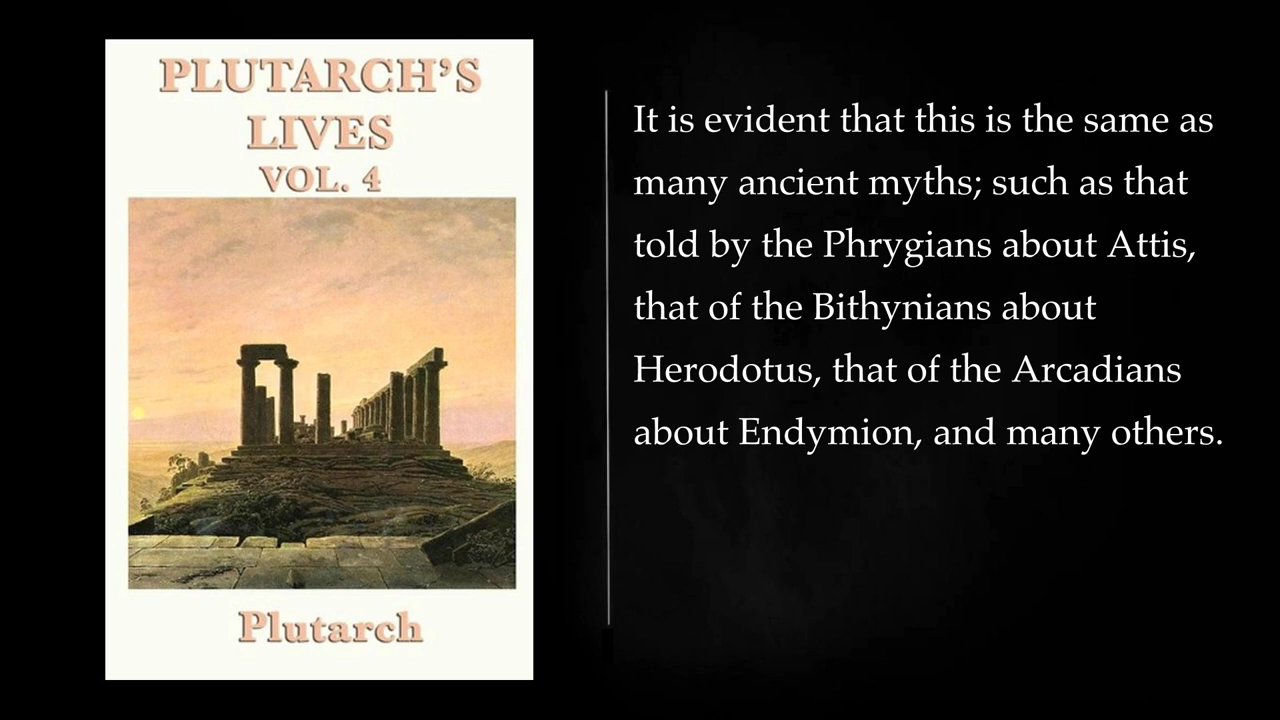 PLUTARCH'S
LIVES
VOL. 4
Plutarch
It is evident that this is the same as
many ancient myths; such as that
told by the Phrygians about Attis,
that of the Bithynians about
Herodotus, that of the Arcadians
about Endymion, and many others.